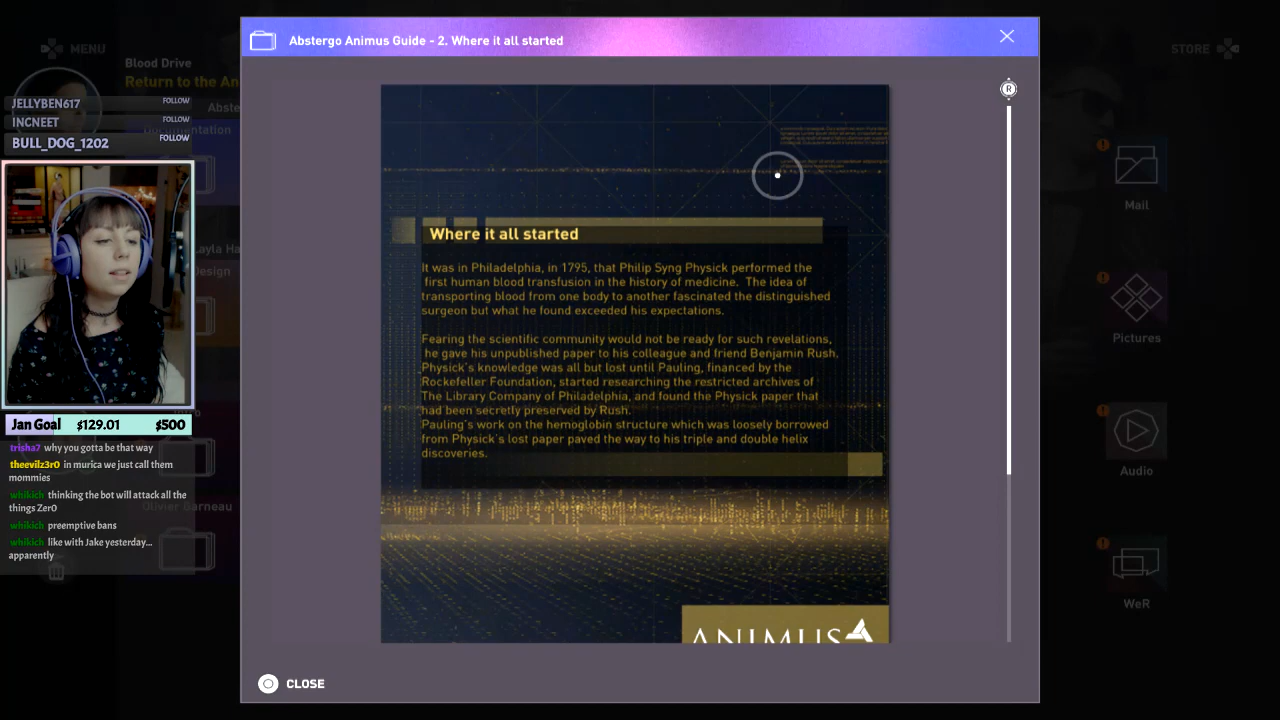 Abstergo Animus Guide - 2. Where it all started
MENU
STORE
Blood Drive
Return to the An
Abste
JELLYBEN617 FOLLOW
INCNEET FOLLOW
BULL_DOG_1202 FOLLOW
Layla Ha
Design
Where it all started
It was in Philadelphia, in 1795, that Philip Syng Physick performed the
first human blood transfusion in the history of medicine. The idea of
transporting blood from one body to another fascinated the distinguished
surgeon but what he found exceeded his expectations.
Fearing the scientific community would not be ready for such revelations,
he gave his unpublished paper to his colleague and friend Benjamin Rush.
Physick's knowledge was all but lost until Pauling, financed by the
Rockefeller Foundation, started researching the restricted archives of
The Library Company of Philadelphia, and found the Physick paper that
had been secretly preserved by Rush.
Pauling's work on the hemoglobin structure which was loosely borrowed
from Physick's lost paper paved the way to his triple and double helix
discoveries.
ANIMUS
R
Mail
Pictures
Audio
WeR
Jan Goal $129.01 $500
trisha7 why you gotta be that way
theevilz3r0 in murica we just call them
mommies
whikich thinking the bot will attack all the
things Zer0
whikich preemptive bans
whikich like with Jake yesterday...
apparently
Olivier Garneau
CLOSE